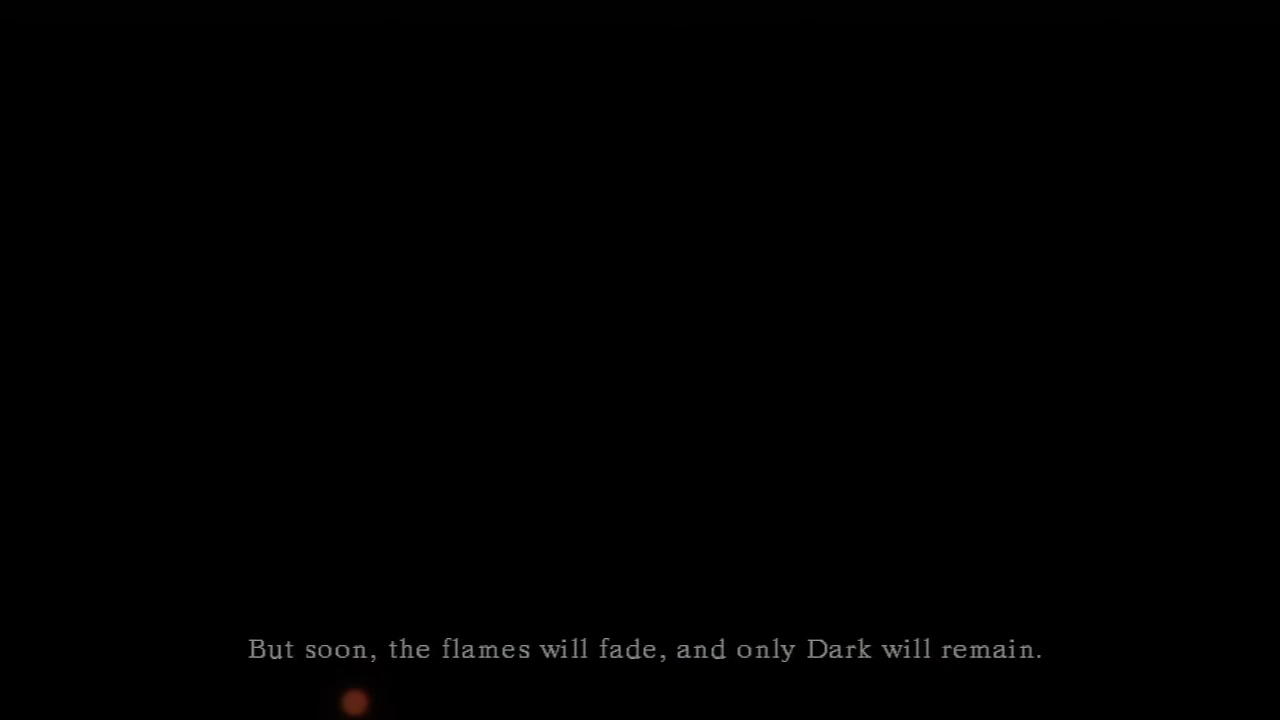 But soon, the flames will fade, and only Dark will remain.